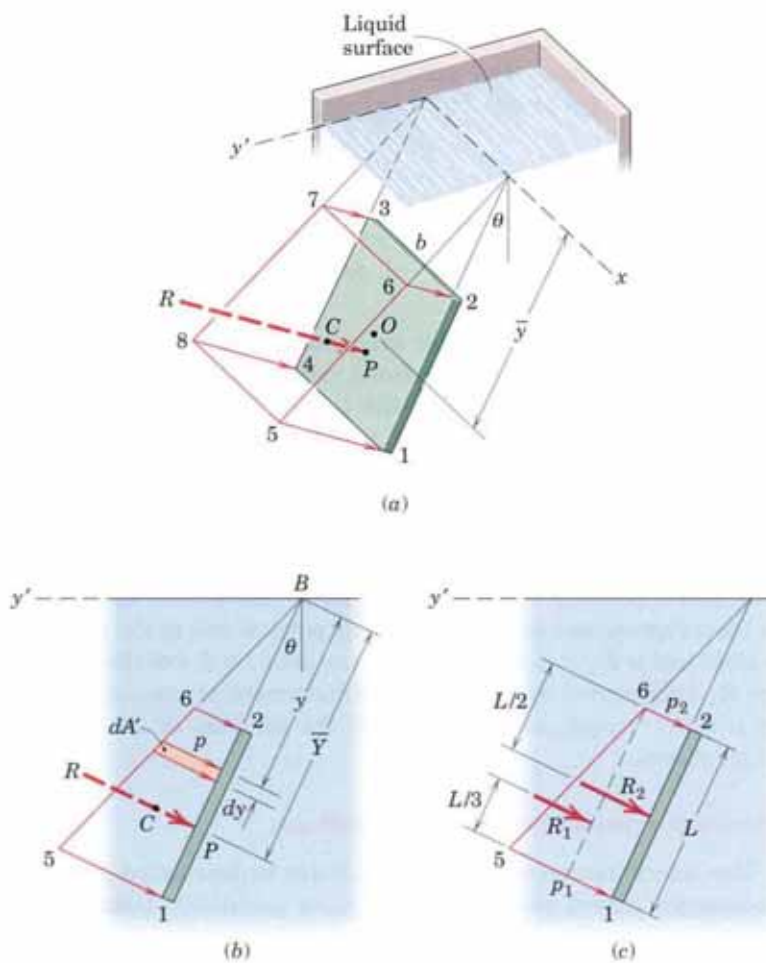 Liquid
surface
y'
7
3
θ
b
6
x
R
2
C
O
ȳ
8
4
P
5
1
(a)
y'
B
θ
6
2
y
dA'
p
Y̅
R
dy
C
P
5
1
(b)
y'
6
p₂
L/2
2
R₂
L/3
R₁
L
5
p₁
1
(c)